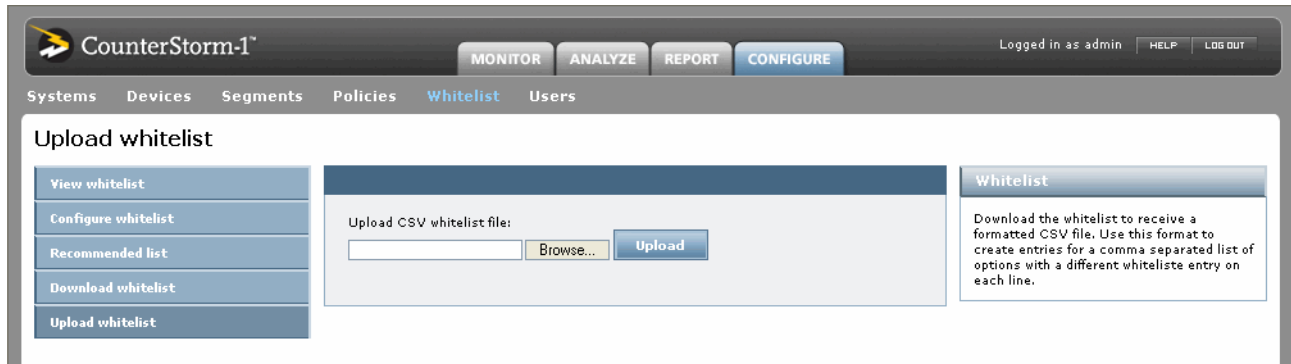 CounterStorm-1™
MONITOR ANALYZE REPORT CONFIGURE
Logged in as admin HELP LOG OUT
Systems Devices Segments Policies Whitelist Users
Upload whitelist
View whitelist
Configure whitelist
Recommended list
Download whitelist
Upload whitelist
Upload CSV whitelist file:
Browse... Upload
Whitelist
Download the whitelist to receive a
formatted CSV file. Use this format to
create entries for a comma separated list of
options with a different whiteliste entry on
each line.